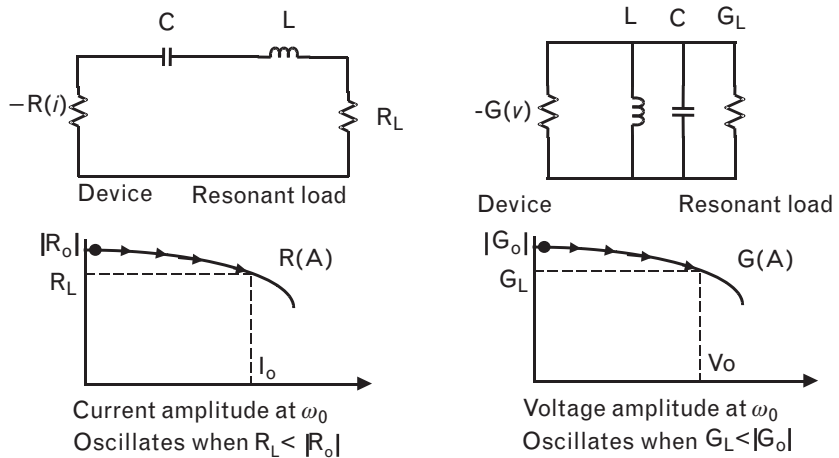 C L
−R(i)
R_L
Device Resonant load
|R_o|
R_L
R(A)
I_o
Current amplitude at ω_0
Oscillates when R_L < |R_o|
L C G_L
-G(v)
Device Resonant load
|G_o|
G_L
G(A)
Vo
Voltage amplitude at ω_0
Oscillates when G_L<|G_o|